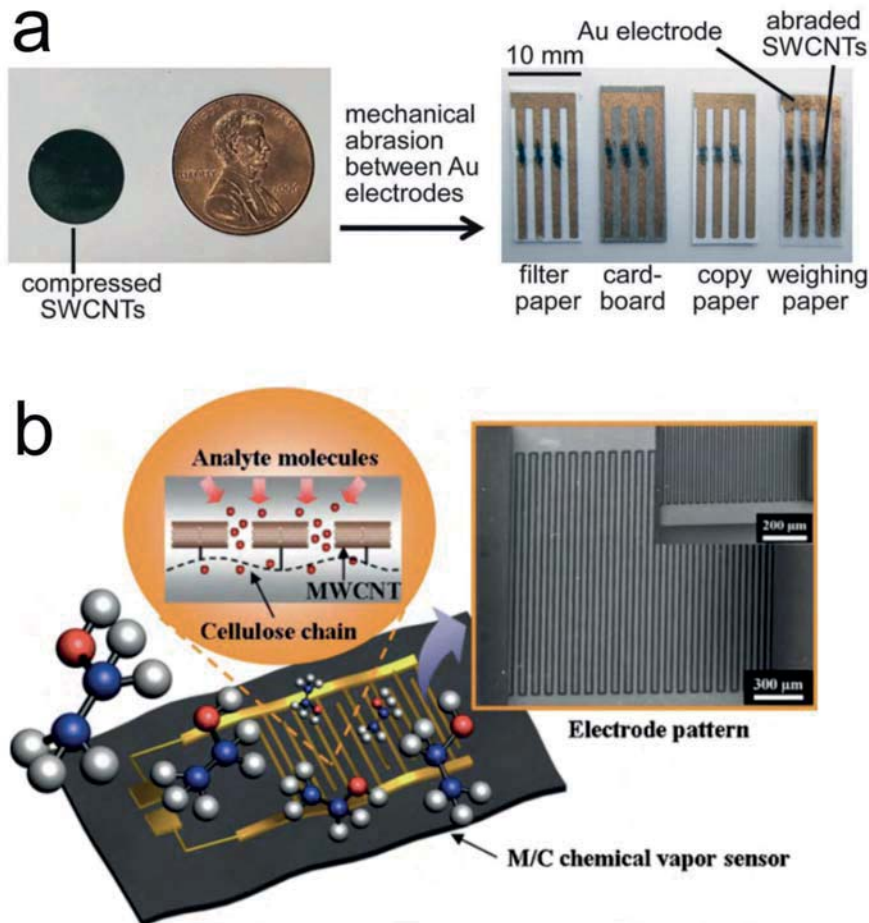 a
10 mm
Au electrode
abraded
SWCNTs
mechanical
abrasion
between Au
electrodes
compressed
SWCNTs
filter
paper
card-
board
copy
paper
weighing
paper
b
Analyte molecules
MWCNT
Cellulose chain
200 μm
300 μm
Electrode pattern
M/C chemical vapor sensor